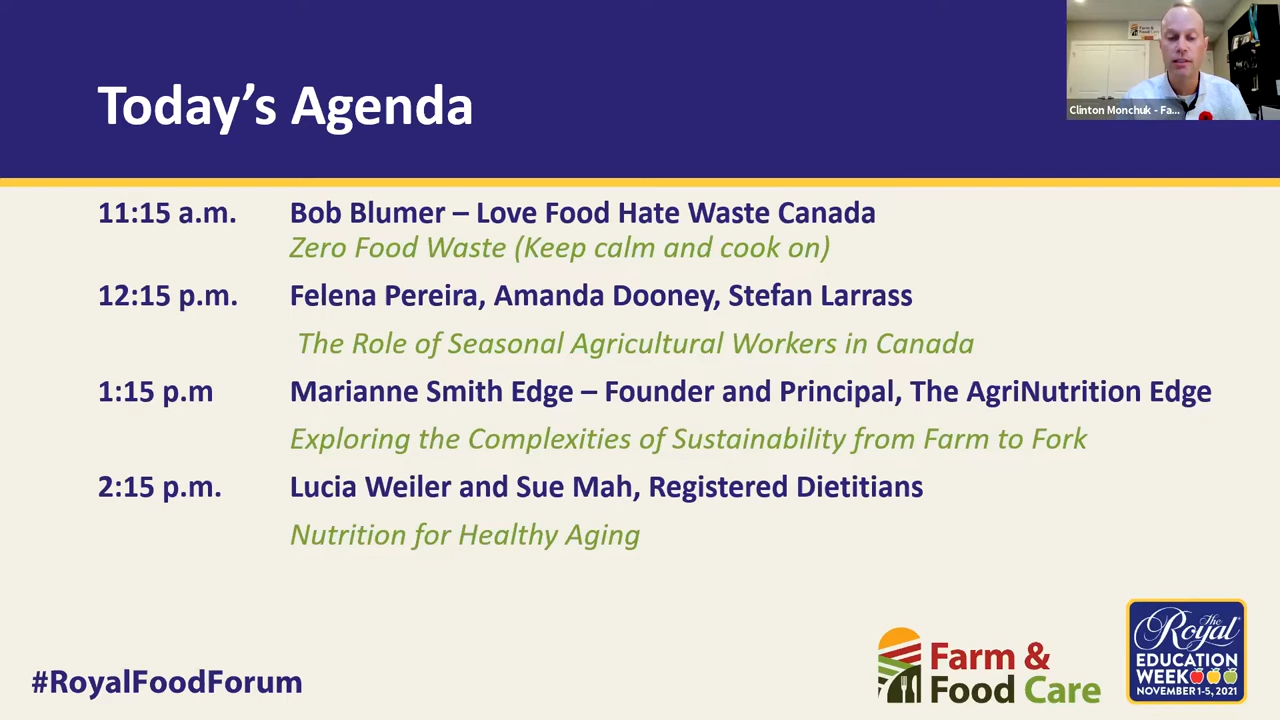 Today's Agenda
Farm &
Food Care
Clinton Monchuk - Fa...
11:15 a.m. Bob Blumer – Love Food Hate Waste Canada
Zero Food Waste (Keep calm and cook on)
12:15 p.m. Felena Pereira, Amanda Dooney, Stefan Larrass
The Role of Seasonal Agricultural Workers in Canada
1:15 p.m Marianne Smith Edge – Founder and Principal, The AgriNutrition Edge
Exploring the Complexities of Sustainability from Farm to Fork
2:15 p.m. Lucia Weiler and Sue Mah, Registered Dietitians
Nutrition for Healthy Aging
#RoyalFoodForum
Farm &
Food Care
The
Royal
EDUCATION
WEEK
NOVEMBER 1-5, 2021